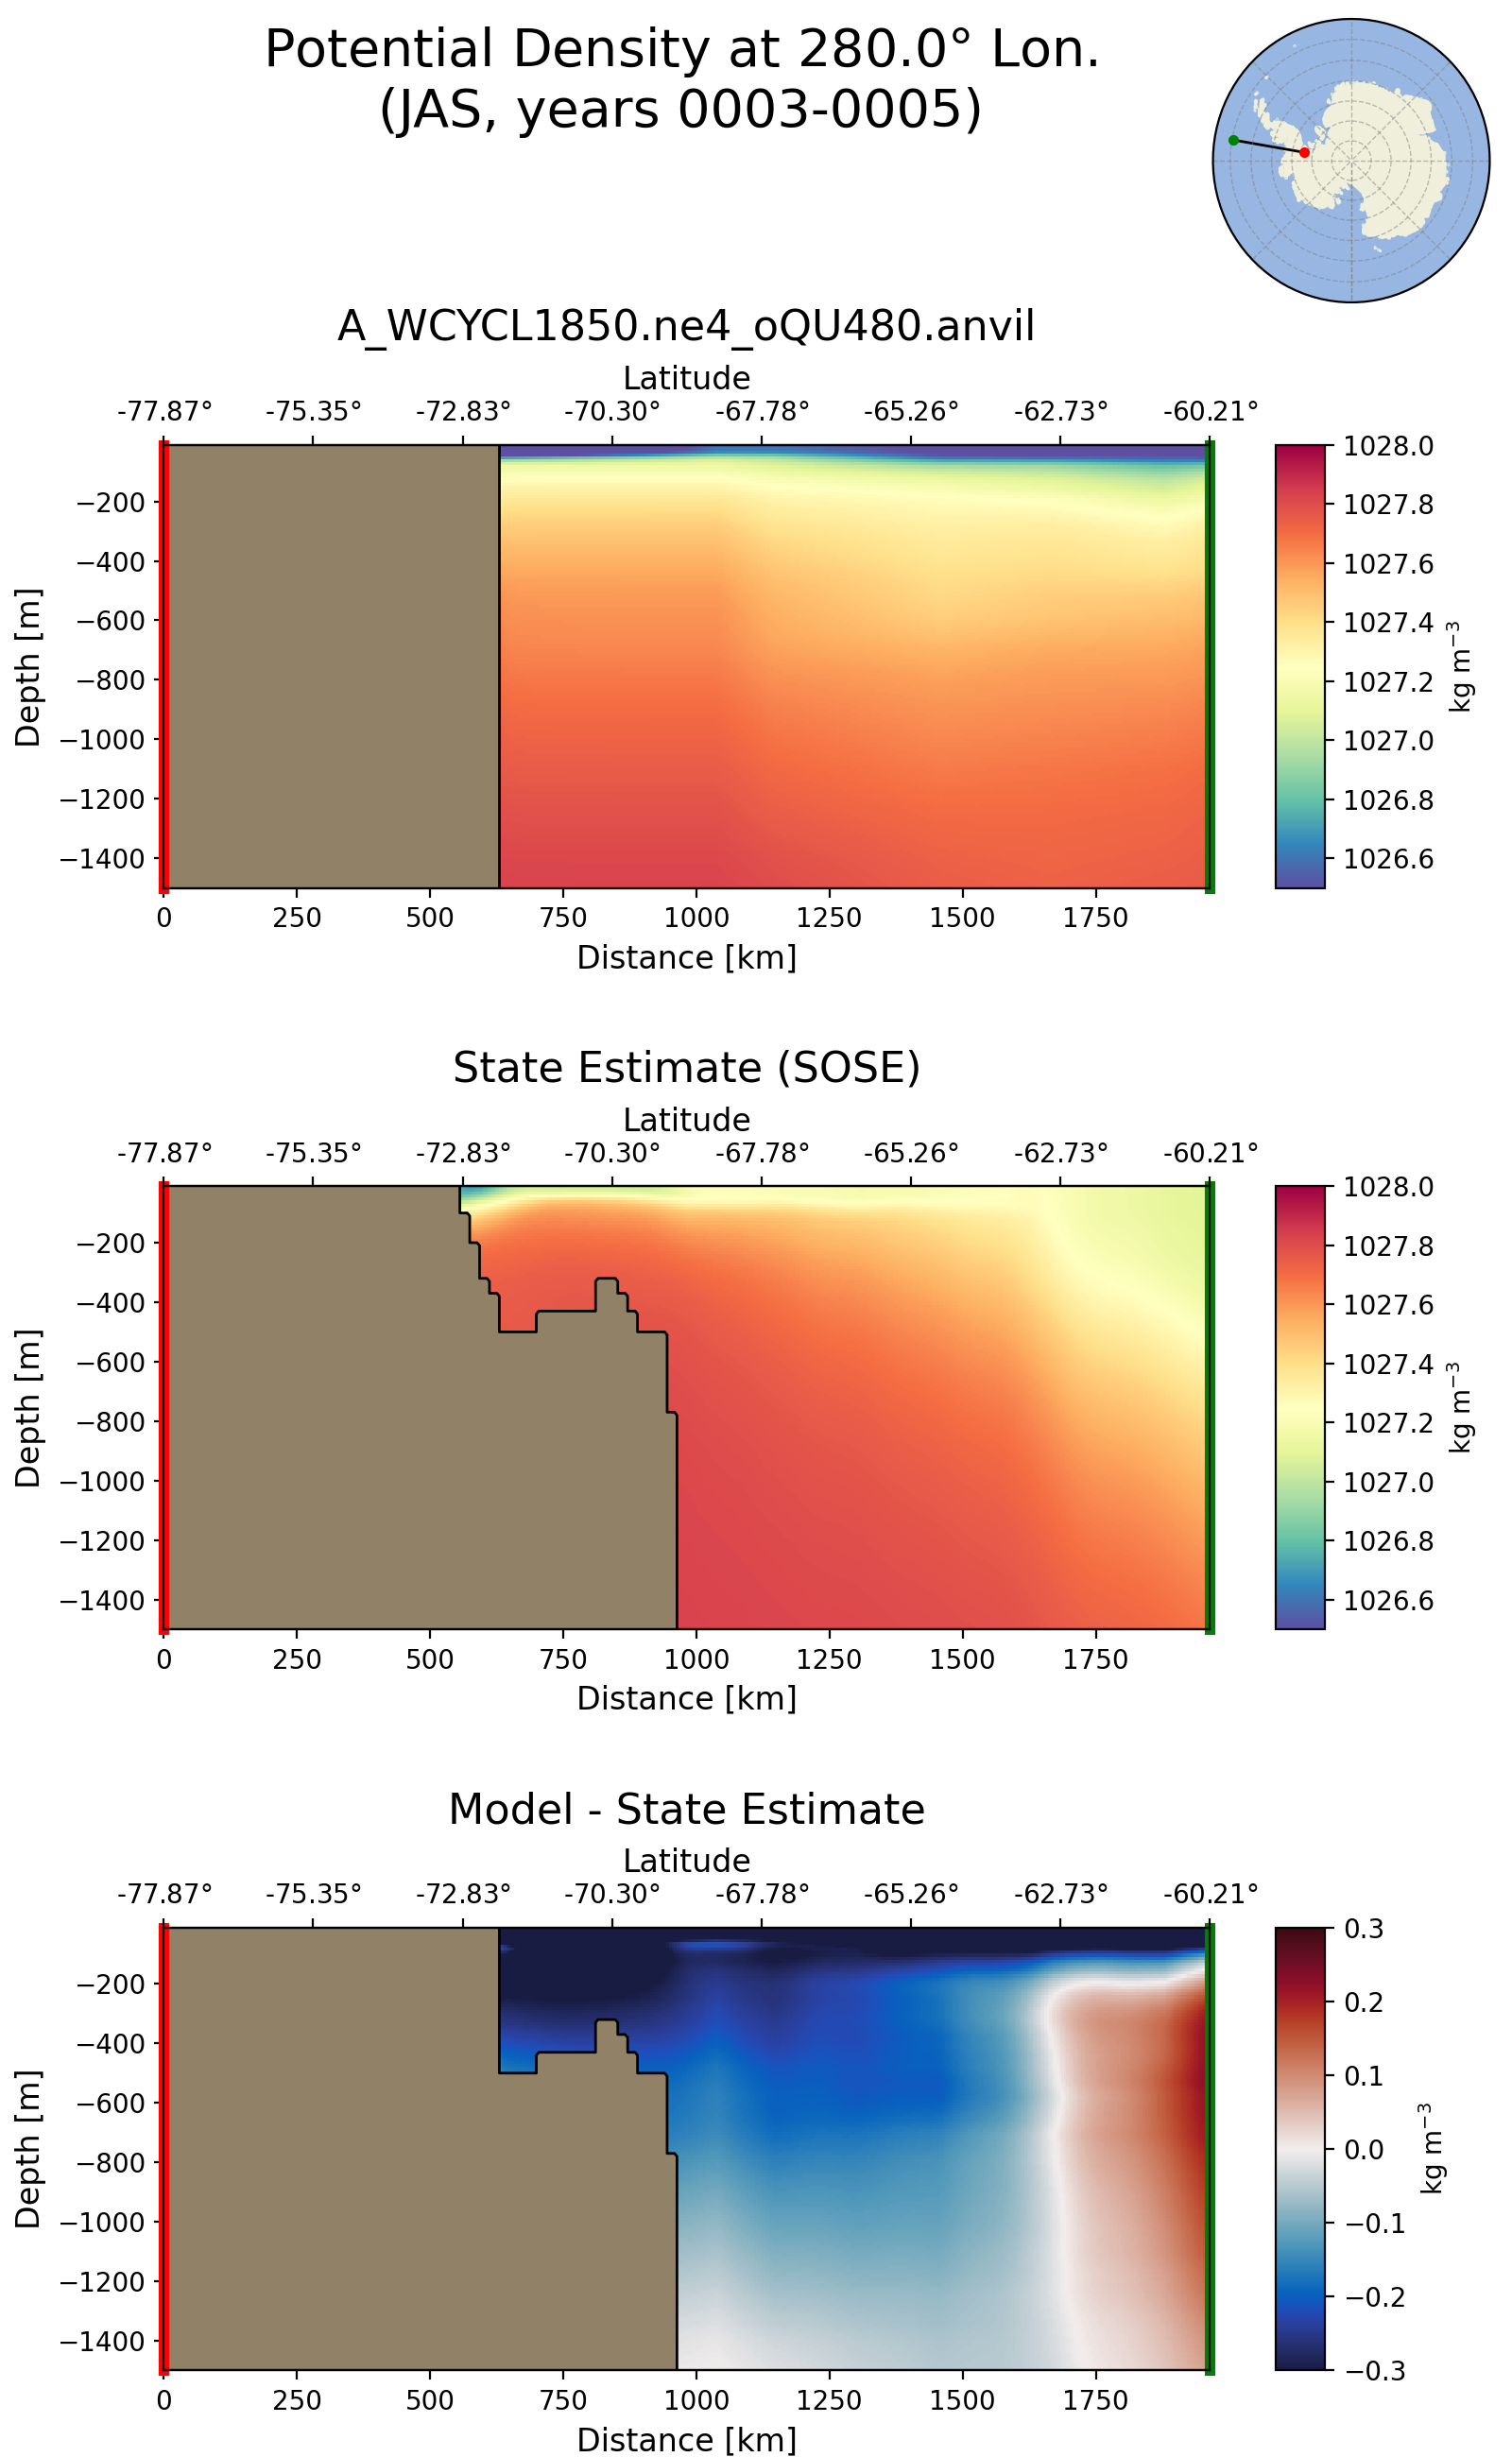 Potential Density at 280.0° Lon.
(JAS, years 0003-0005)
A_WCYCL1850.ne4_oQU480.anvil
Latitude
-77.87° -75.35° -72.83° -70.30° -67.78° -65.26° -62.73° -60.21°
Depth [m]
−200
−400
−600
−800
−1000
−1200
−1400
0 250 500 750 1000 1250 1500 1750
Distance [km]
1028.0
1027.8
1027.6
1027.4
1027.2
1027.0
1026.8
1026.6
kg m⁻³
State Estimate (SOSE)
Latitude
-77.87° -75.35° -72.83° -70.30° -67.78° -65.26° -62.73° -60.21°
Depth [m]
−200
−400
−600
−800
−1000
−1200
−1400
0 250 500 750 1000 1250 1500 1750
Distance [km]
1028.0
1027.8
1027.6
1027.4
1027.2
1027.0
1026.8
1026.6
kg m⁻³
Model - State Estimate
Latitude
-77.87° -75.35° -72.83° -70.30° -67.78° -65.26° -62.73° -60.21°
Depth [m]
−200
−400
−600
−800
−1000
−1200
−1400
0 250 500 750 1000 1250 1500 1750
Distance [km]
0.3
0.2
0.1
0.0
−0.1
−0.2
−0.3
kg m⁻³